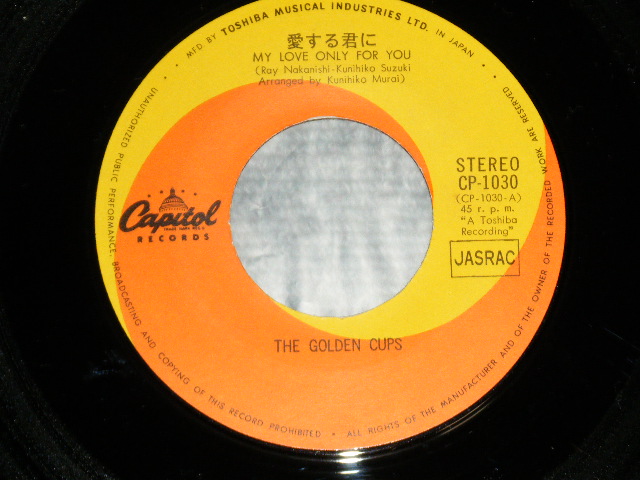 MFD. BY TOSHIBA MUSICAL INDUSTRIES LTD. IN JAPAN
愛する君に
MY LOVE ONLY FOR YOU
(Ray Nakanishi-Kunihiko Suzuki
Arranged by Kunihiko Murai)
Capitol
RECORDS
STEREO
CP-1030
(CP-1030-A)
45 r. p. m.
"A Toshiba
Recording"
JASRAC
THE GOLDEN CUPS
UNAUTHORIZED PUBLIC PERFORMANCE, BROADCASTING AND COPYING OF THIS RECORD PROHIBITED. • ALL RIGHTS OF THE MANUFACTURER AND OF THE OWNER OF THE RECORDED WORK ARE RESERVED